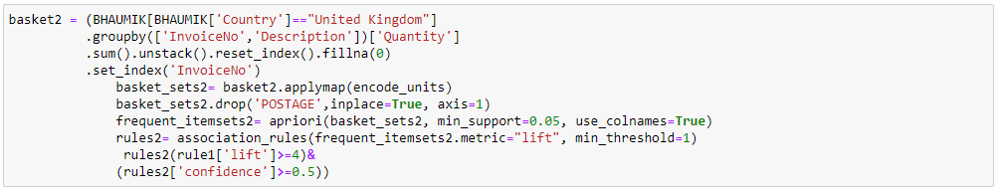 basket2 = (BHAUMIK[BHAUMIK['Country']=="United Kingdom"]
.groupby(['InvoiceNo','Description'])['Quantity']
.sum().unstack().reset_index().fillna(0)
.set_index('InvoiceNo')
basket_sets2= basket2.applymap(encode_units)
basket_sets2.drop('POSTAGE',inplace=True, axis=1)
frequent_itemsets2= apriori(basket_sets2, min_support=0.05, use_colnames=True)
rules2= association_rules(frequent_itemsets2.metric="lift", min_threshold=1)
rules2(rule1['lift']>=4)&
(rules2['confidence']>=0.5))